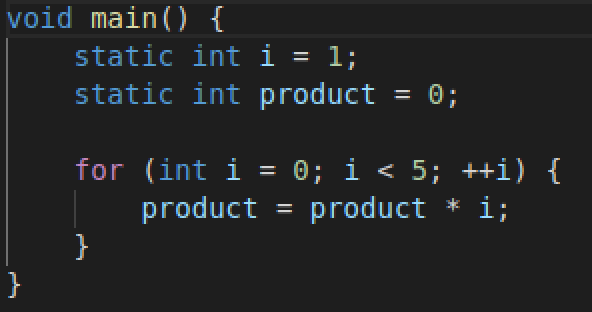 void main() {
    static int i = 1;
    static int product = 0;

    for (int i = 0; i < 5; ++i) {
        product = product * i;
    }
}